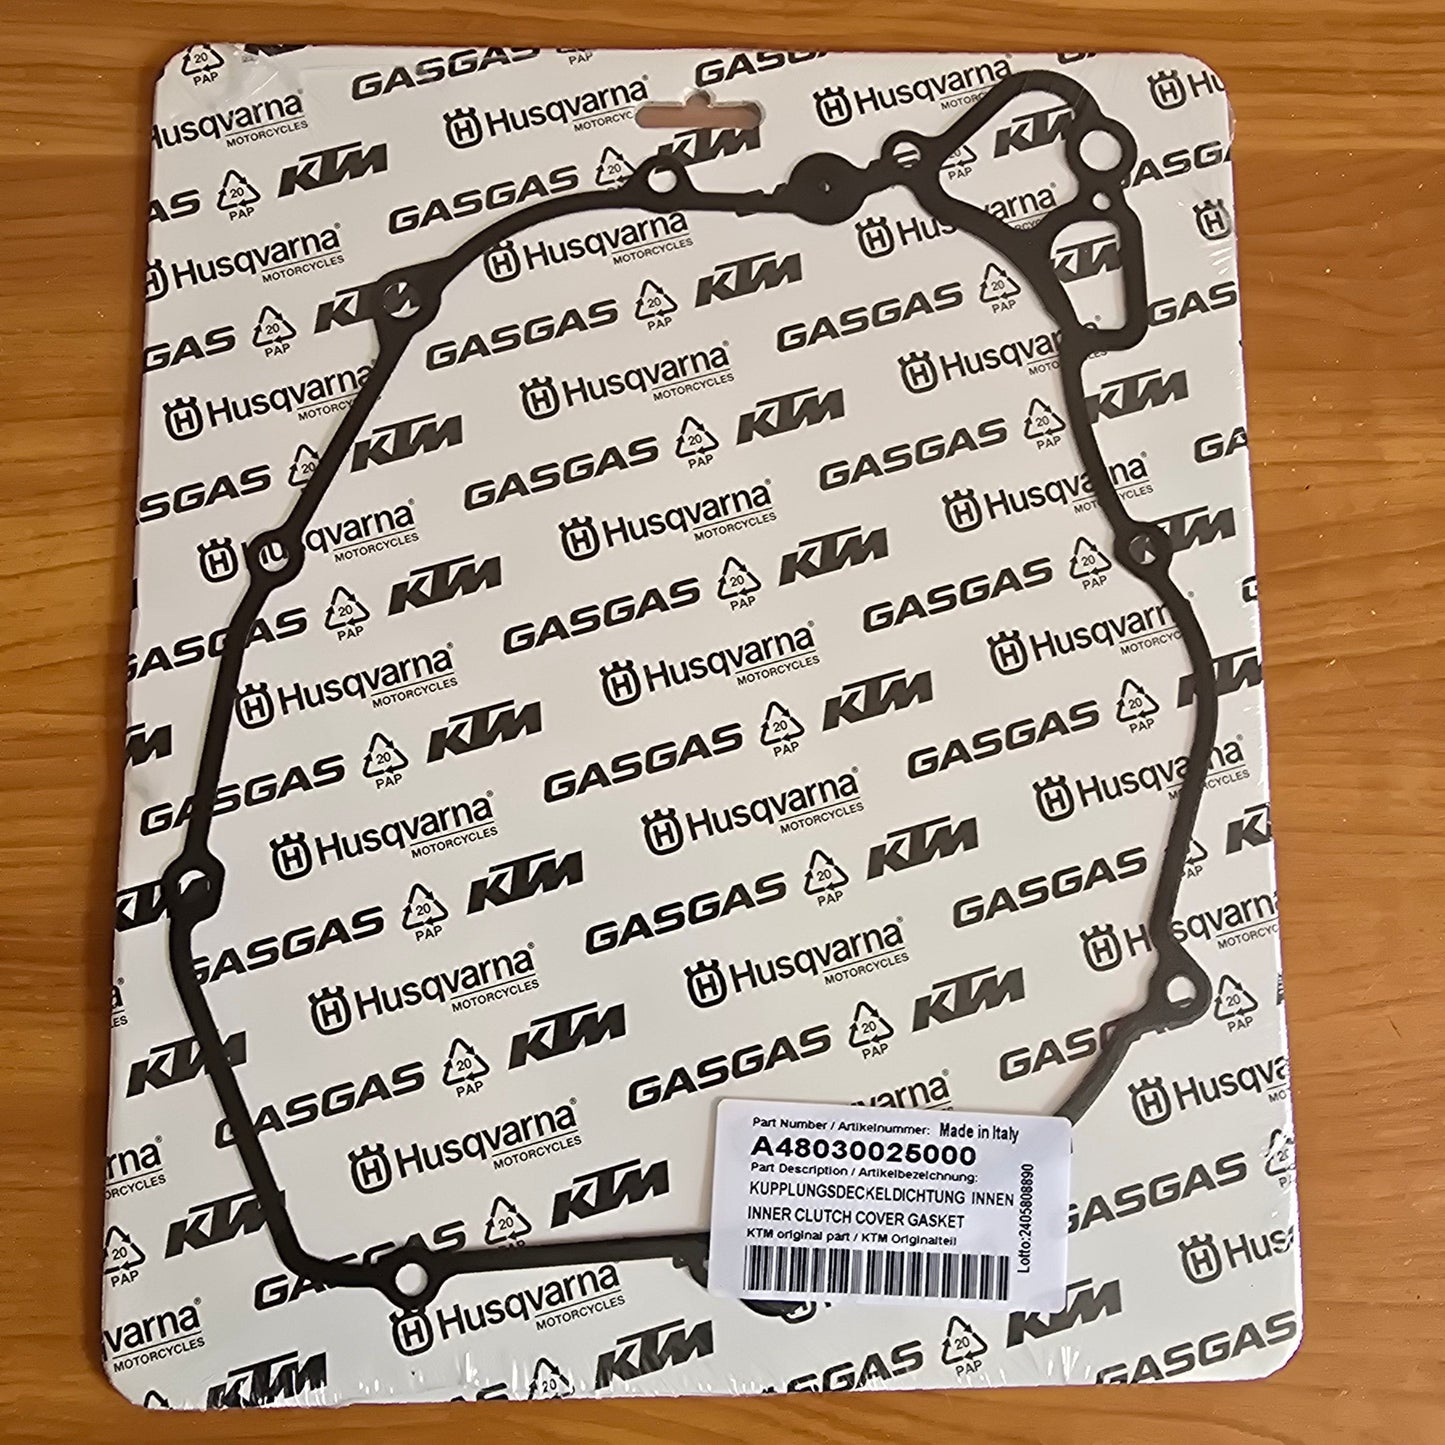 GASGAS
Husqvarna
MOTORCYCLES
KTM
20
PAP
Part Number / Artikelnummer: Made in Italy
A48030025000
Part Description / Artikelbezeichnung:
KUPPLUNGSDECKELDICHTUNG INNEN
INNER CLUTCH COVER GASKET
KTM original part / KTM Originalteil
Lotto:2405808890